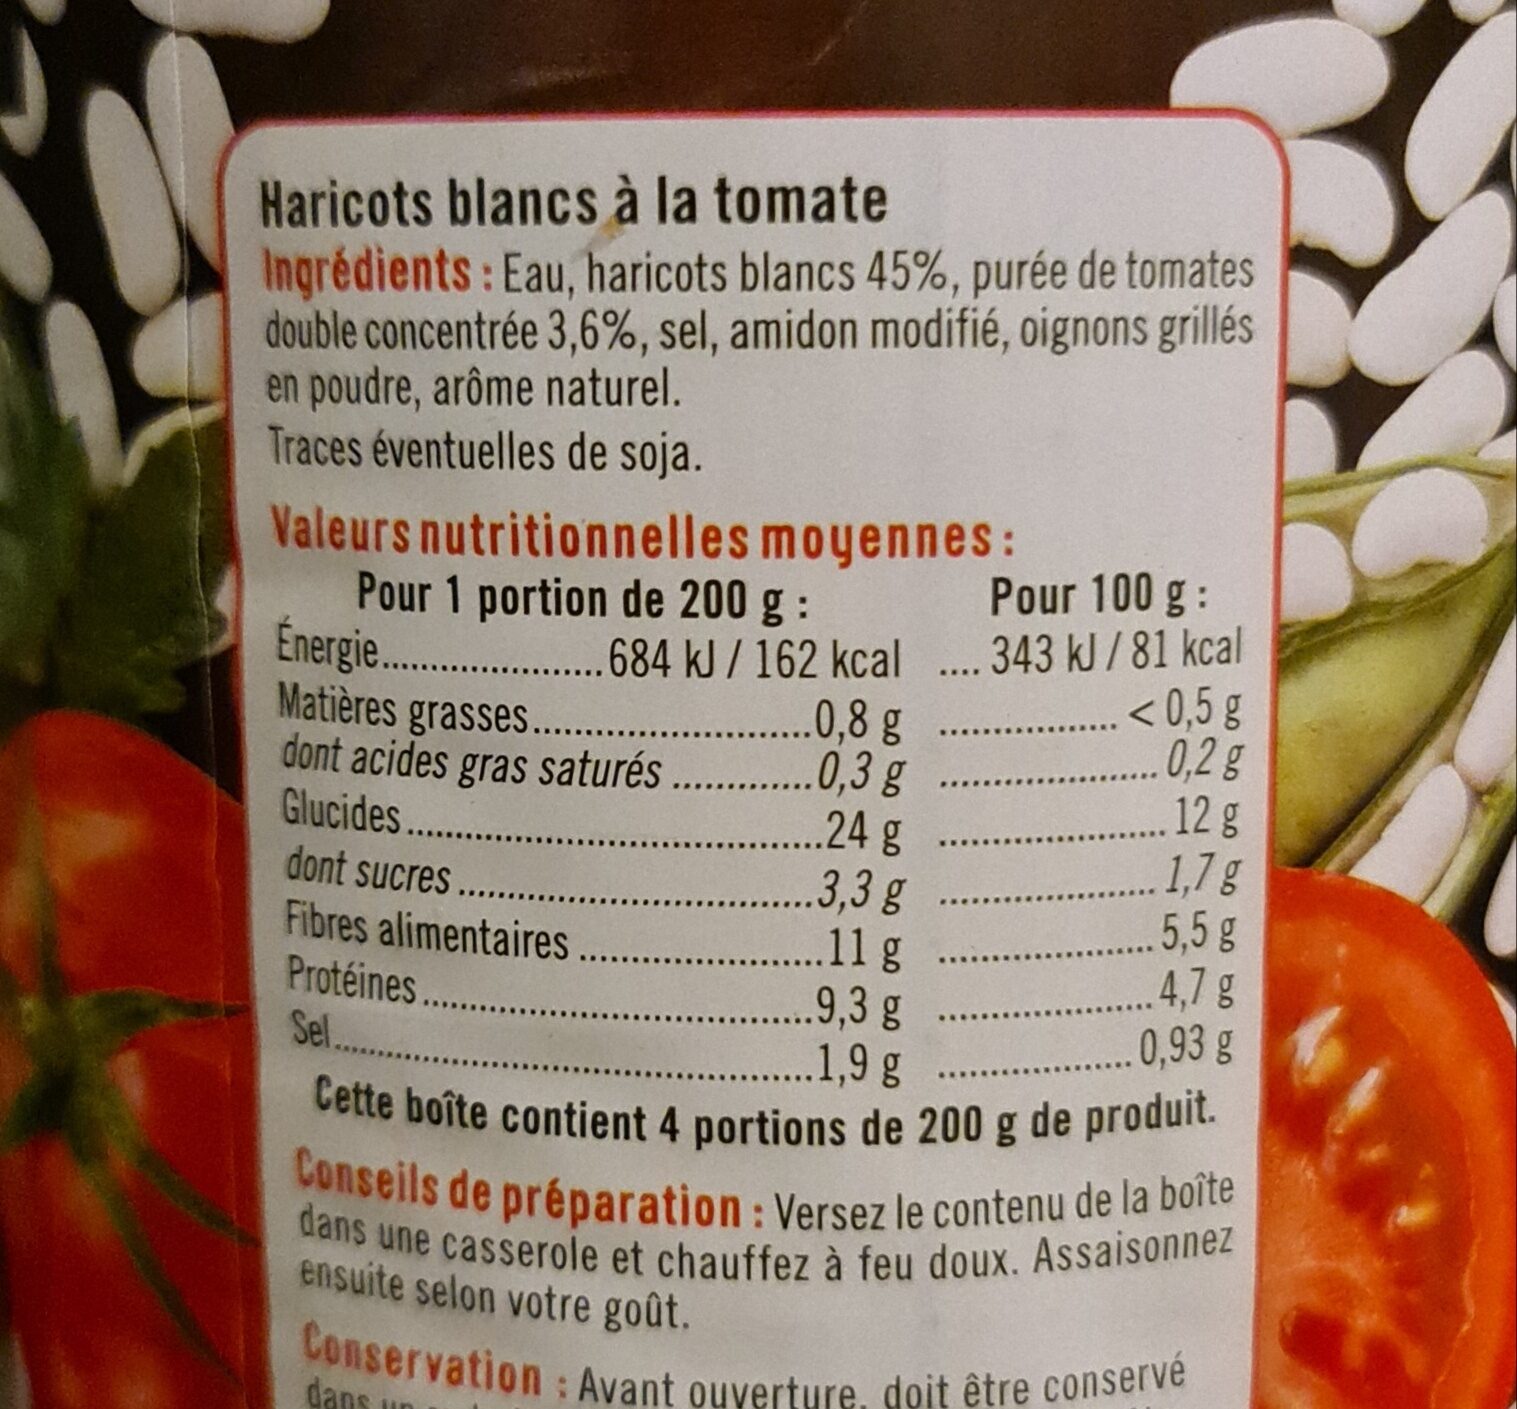 Haricots blancs à la tomate
Ingrédients : Eau, haricots blancs 45%, purée de tomates
double concentrée 3,6%, sel, amidon modifié, oignons grillés
en poudre, arôme naturel.
Traces éventuelles de soja.
Valeurs nutritionnelles moyennes :
Pour 1 portion de 200 g : Pour 100 g :
Énergie.....................684 kJ / 162 kcal .... 343 kJ / 81 kcal
Matières grasses..........................0,8 g ................ < 0,5 g
dont acides gras saturés.............0,3 g .................... 0,2 g
Glucides......................................24 g ..................... 12 g
dont sucres.................................3,3 g .................... 1,7 g
Fibres alimentaires......................11 g .................... 5,5 g
Protéines....................................9,3 g .................... 4,7 g
Sel.............................................1,9 g .................. 0,93 g
Cette boîte contient 4 portions de 200 g de produit.
Conseils de préparation : Versez le contenu de la boîte
dans une casserole et chauffez à feu doux. Assaisonnez
ensuite selon votre goût.
Conservation : Avant ouverture, doit être conservé
dans un